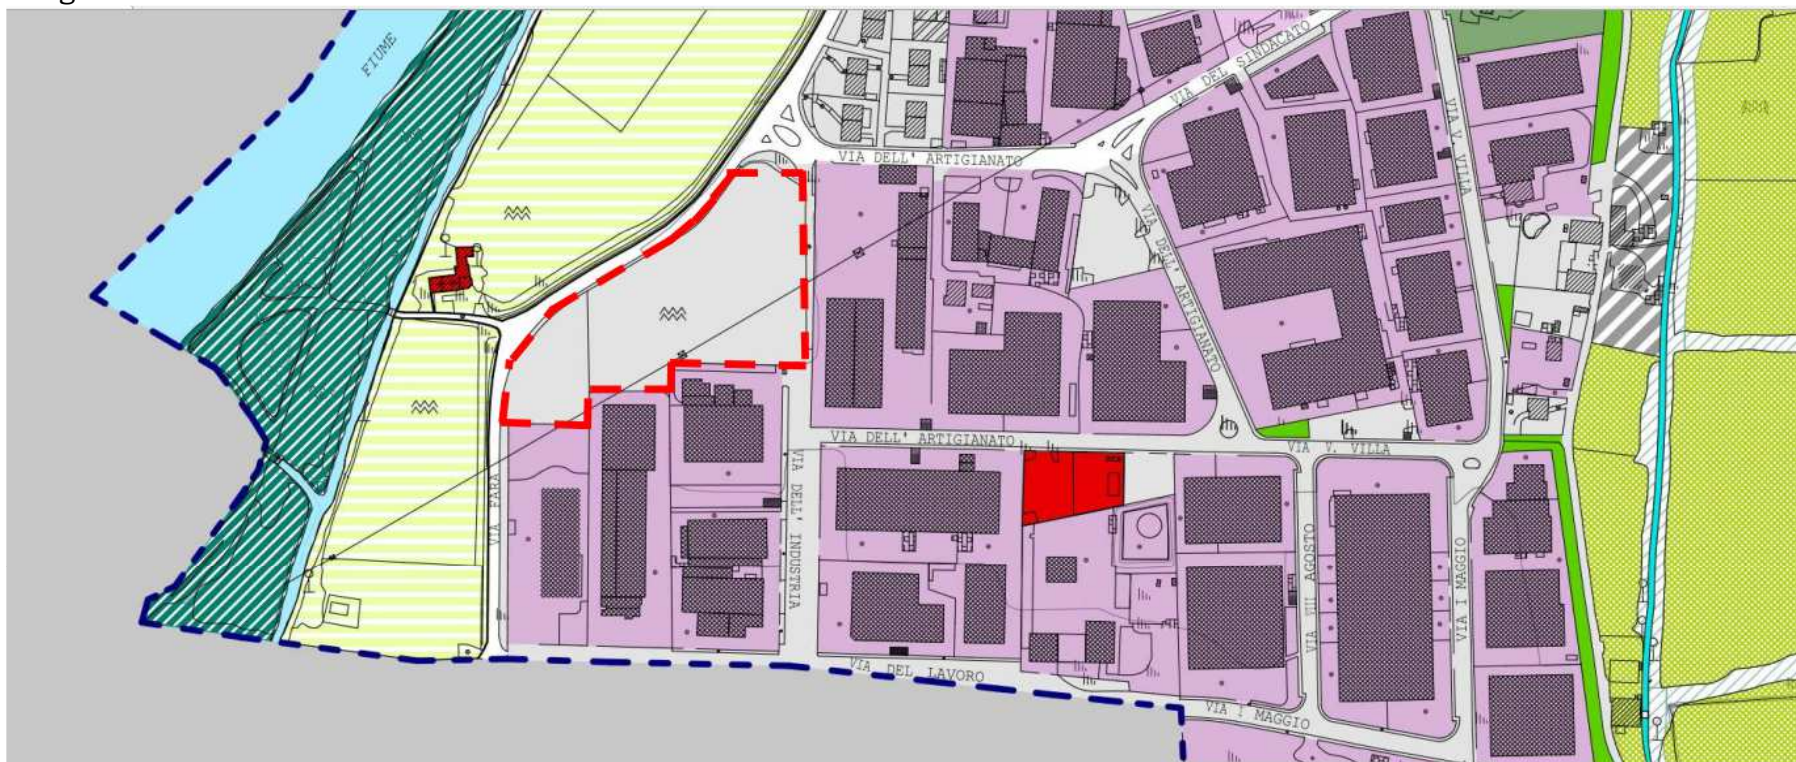 FIUME
VIA DEL SINDACATO
VIA DELL' ARTIGIANATO
VIA V. VILLA
VIA DELL' ARTIGIANATO
VIA DELL' ARTIGIANATO
VIA V. VILLA
VIA FARA
VIA DELL' INDUSTRIA
VIA VII AGOSTO
VIA I MAGGIO
VIA DEL LAVORO
VIA I MAGGIO